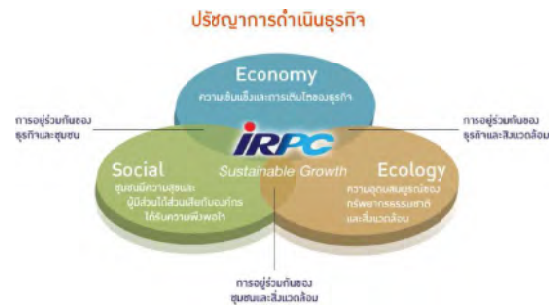 ปรัชญาการดำเนินธุรกิจ
Economy
ความเข้มแข็งและการเติบโตของธุรกิจ
การอยู่ร่วมกันของ
ธุรกิจและชุมชน
การอยู่ร่วมกันของ
ธุรกิจและสิ่งแวดล้อม
IRPC
Sustainable Growth
Social
ชุมชนมีความสุขและ
ผู้มีส่วนได้ส่วนเสียกับองค์กร
ได้รับความพึงพอใจ
Ecology
ความอุดมสมบูรณ์ของ
ทรัพยากรธรรมชาติ
และสิ่งแวดล้อม
การอยู่ร่วมกันของ
ชุมชนและสิ่งแวดล้อม